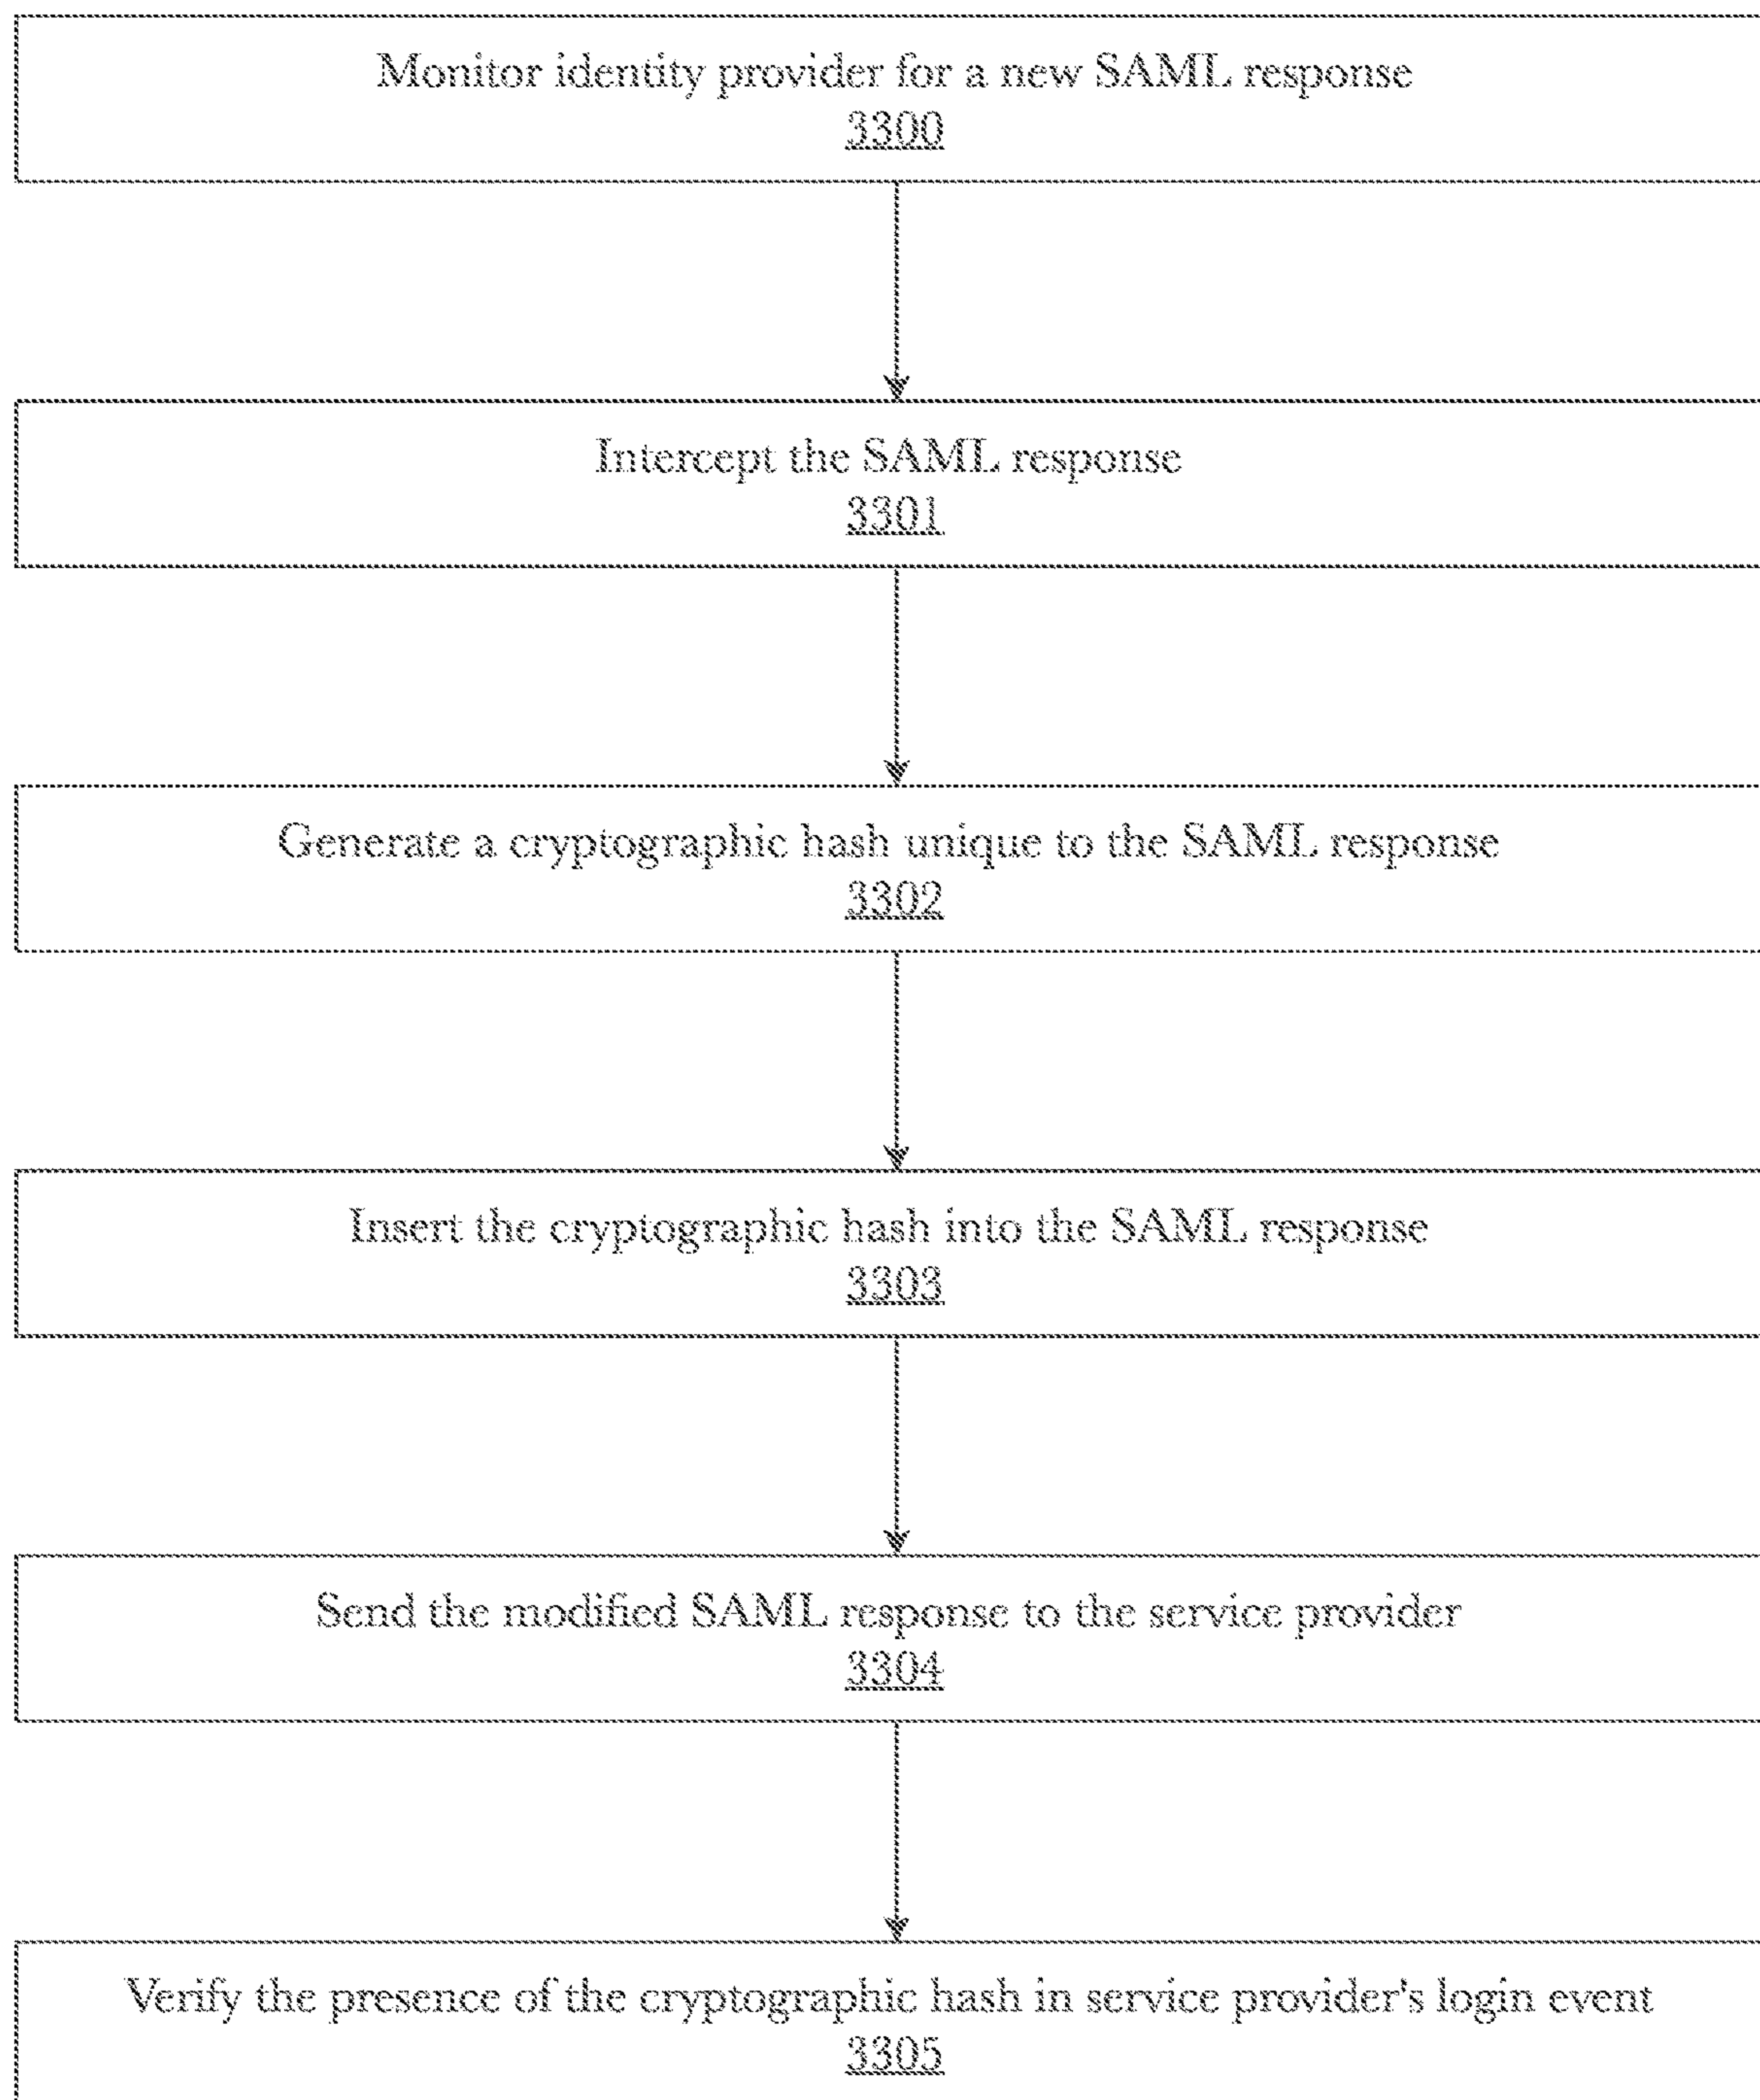 Monitor identity provider for a new SAML response
3300
Intercept the SAML response
3301
Generate a cryptographic hash unique to the SAML response
3302
Insert the cryptographic hash into the SAML response
3303
Send the modified SAML response to the service provider
3304
Verify the presence of the cryptographic hash in service provider's login event
3305